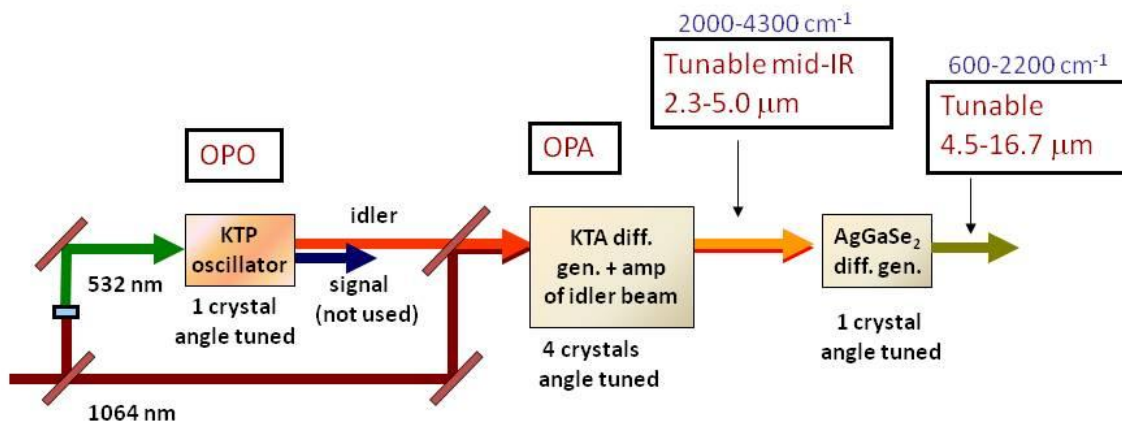 2000-4300 cm⁻¹
Tunable mid-IR
2.3-5.0 μm
600-2200 cm⁻¹
Tunable
4.5-16.7 μm
OPO
OPA
idler
KTP
oscillator
KTA diff.
gen. + amp
of idler beam
AgGaSe₂
diff. gen.
532 nm
signal
(not used)
1 crystal
angle tuned
4 crystals
angle tuned
1 crystal
angle tuned
1064 nm